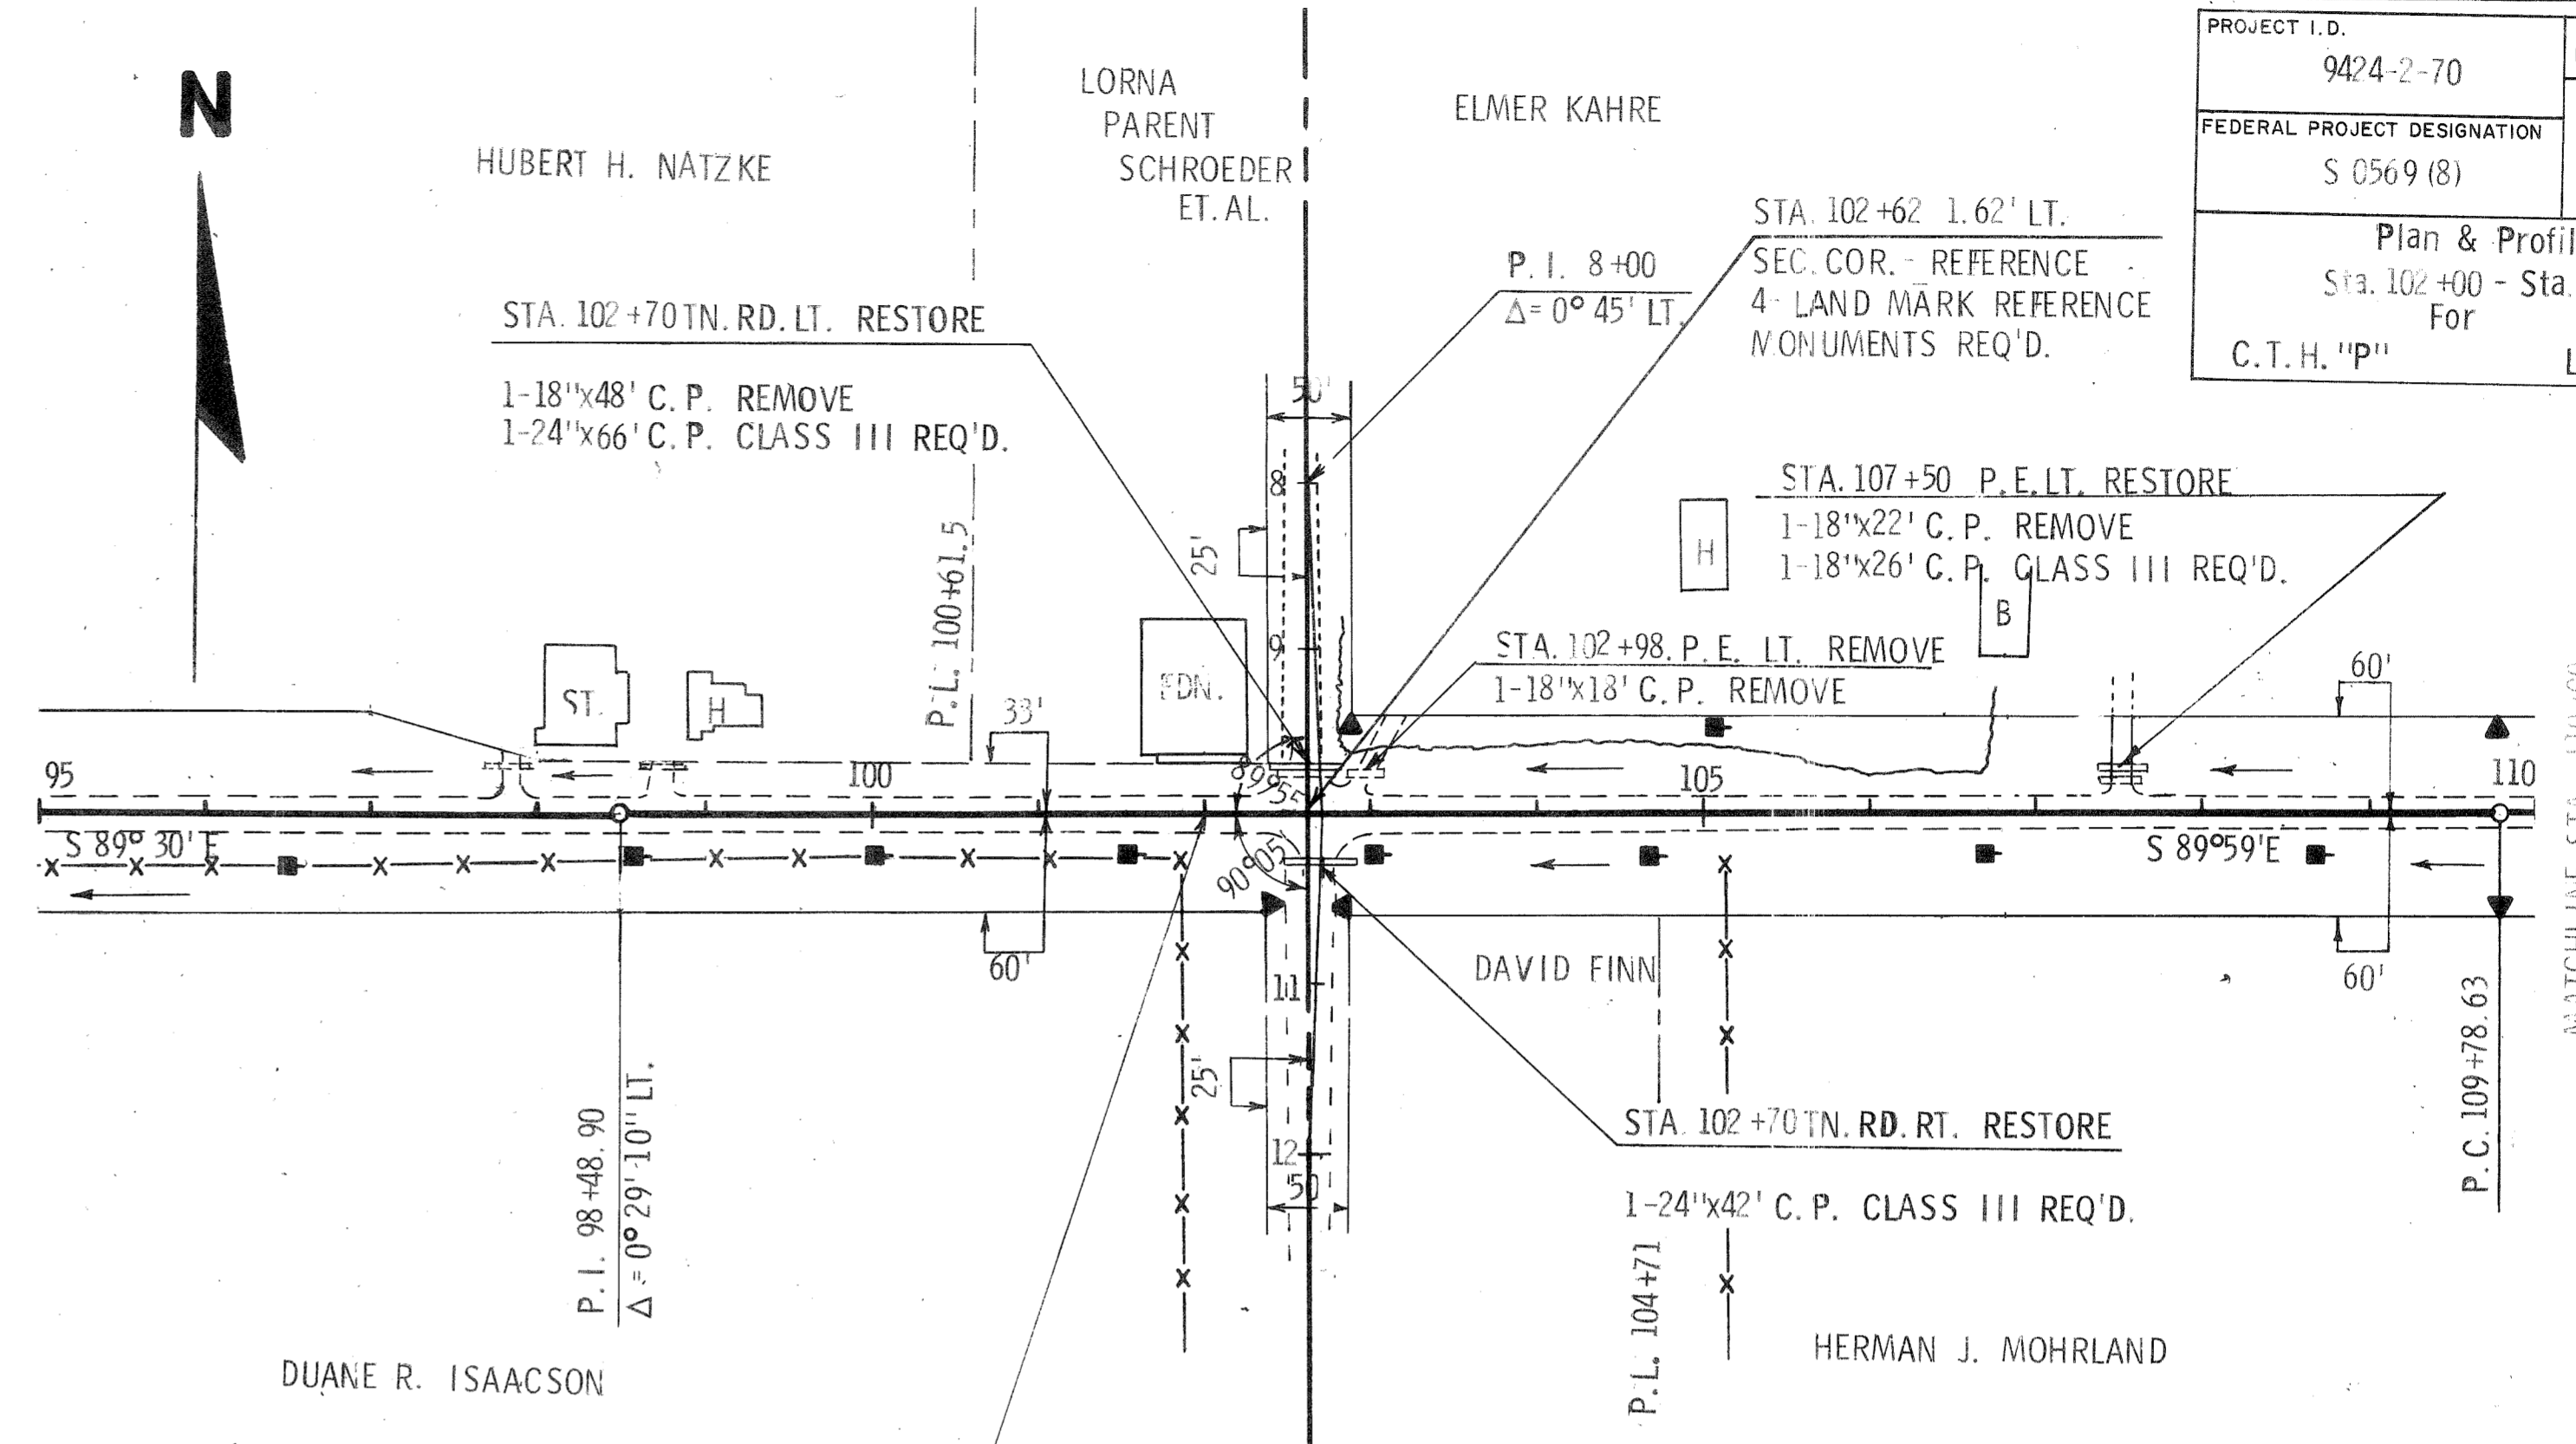 N
HUBERT H. NATZKE
LORNA
PARENT
SCHROEDER
ET. AL.
ELMER KAHRE
PROJECT I.D.
9424-2-70
FEDERAL PROJECT DESIGNATION
S 0569 (8)
Plan & Profil
Sta. 102+00 - Sta.
For
C.T.H. "P" L
STA. 102+70 TN. RD. LT. RESTORE
1-18"x48' C. P. REMOVE
1-24"x66' C. P. CLASS III REQ'D.
P. I. 8+00
Δ= 0° 45' LT.
STA. 102+62 1.62' LT.
SEC. COR. - REFERENCE
4- LAND MARK REFERENCE
MONUMENTS REQ'D.
STA. 107+50 P.E. LT. RESTORE
1-18"x22' C. P. REMOVE
1-18"x26' C. P. CLASS III REQ'D.
STA. 102+98. P. E. LT. REMOVE
1-18"x18' C. P. REMOVE
50'
8
25'
9
H
B
P.L. 100+61.5
ST.
H
33'
FDN.
60'
95
100
105
110
89°55'
S 89° 30' E
90°05'
S 89°59'E
60'
11
25'
12
50'
DAVID FINN
60'
P. I. 98+48. 90
Δ = 0° 29' 10" LT.
STA. 102+70 TN. RD. RT. RESTORE
1-24"x42' C. P. CLASS III REQ'D.
P.L. 104+71
P. C. 109+78.63
DUANE R. ISAACSON
HERMAN J. MOHRLAND